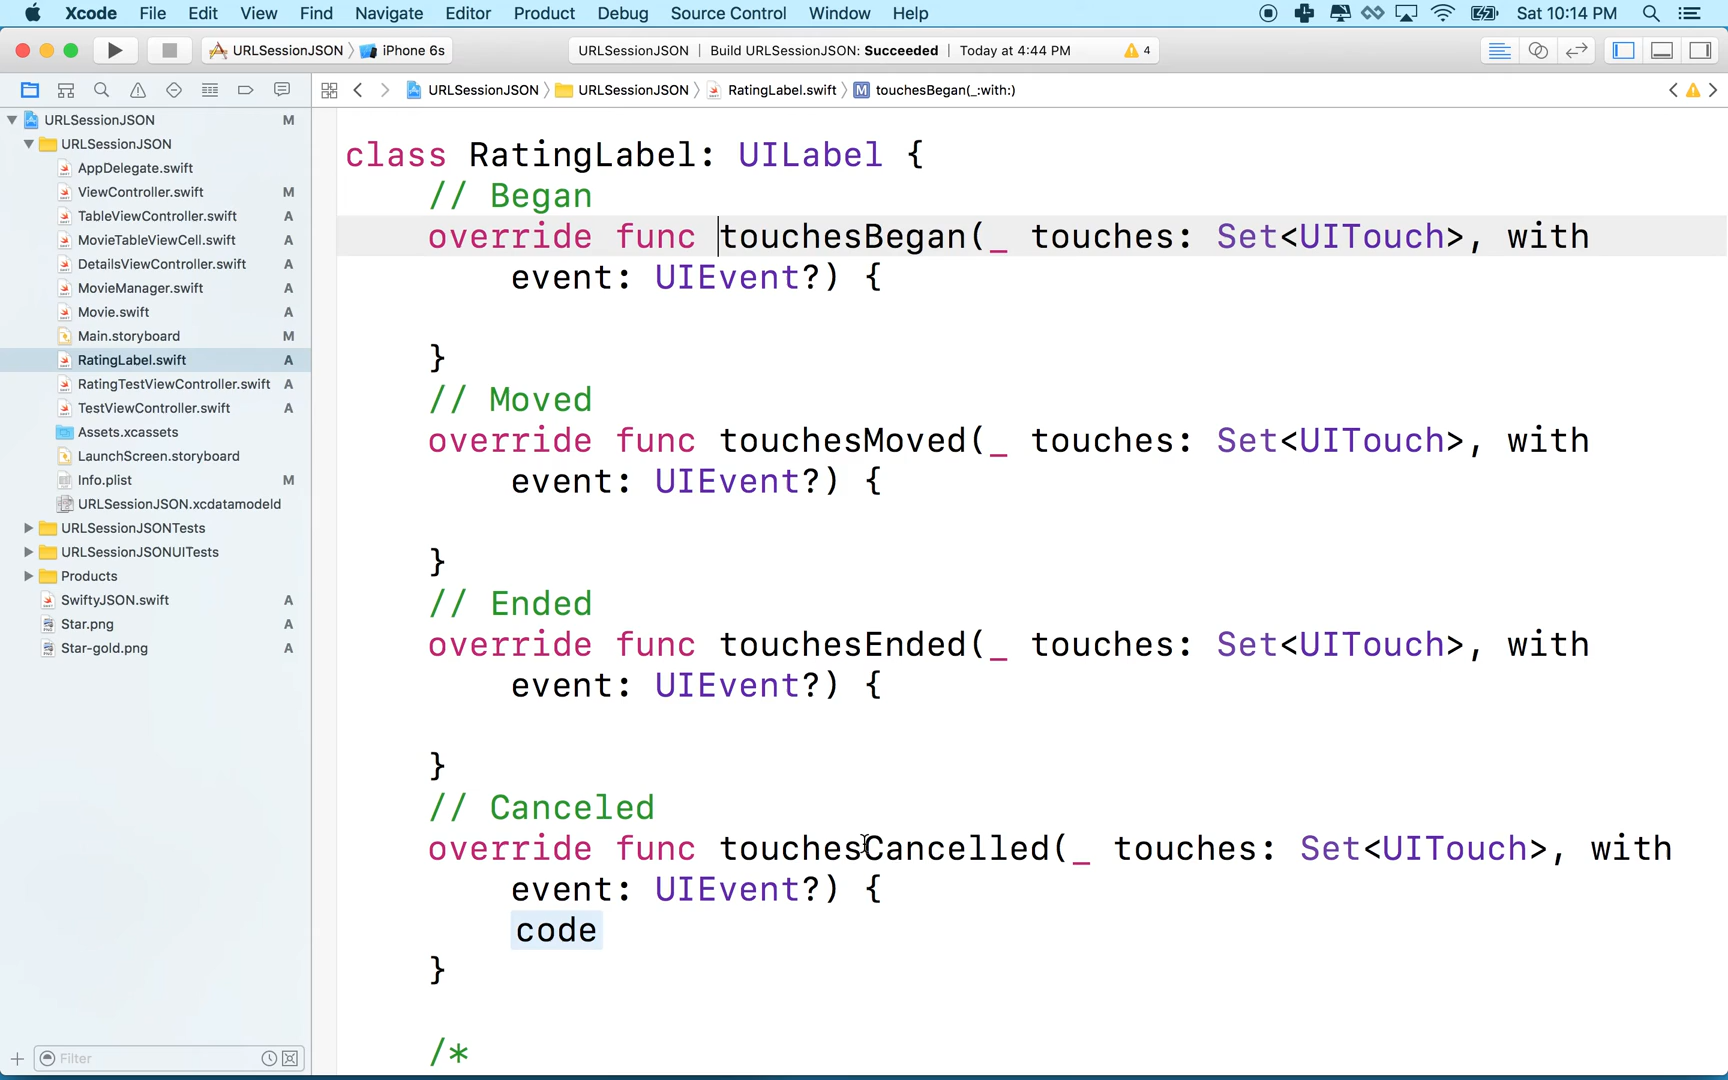 Xcode File Edit View Find Navigate Editor Product Debug Source Control Window Help Sat 10:14 PM
URLSessionJSON iPhone 6s URLSessionJSON | Build URLSessionJSON: Succeeded | Today at 4:44 PM 4
URLSessionJSON URLSessionJSON RatingLabel.swift M touchesBegan(_:with:)
URLSessionJSON M
URLSessionJSON
AppDelegate.swift
ViewController.swift M
TableViewController.swift A
MovieTableViewCell.swift A
DetailsViewController.swift A
MovieManager.swift A
Movie.swift A
Main.storyboard M
RatingLabel.swift A
RatingTestViewController.swift A
TestViewController.swift A
Assets.xcassets
LaunchScreen.storyboard
Info.plist M
URLSessionJSON.xcdatamodeld
URLSessionJSONTests
URLSessionJSONUITests
Products
SwiftyJSON.swift A
Star.png A
Star-gold.png A
Filter
class RatingLabel: UILabel {
// Began
override func touchesBegan(_ touches: Set<UITouch>, with
event: UIEvent?) {
}
// Moved
override func touchesMoved(_ touches: Set<UITouch>, with
event: UIEvent?) {
}
// Ended
override func touchesEnded(_ touches: Set<UITouch>, with
event: UIEvent?) {
}
// Canceled
override func touchesCancelled(_ touches: Set<UITouch>, with
event: UIEvent?) {
code
}
/*